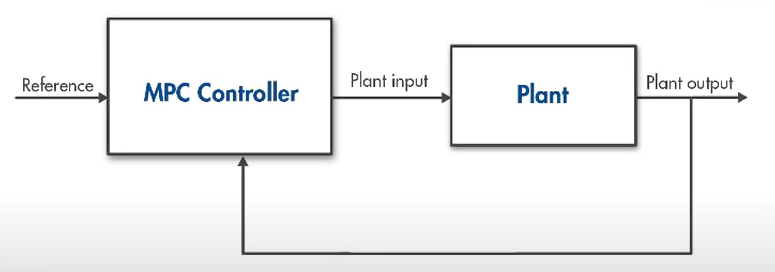 Reference
MPC Controller
Plant input
Plant
Plant output